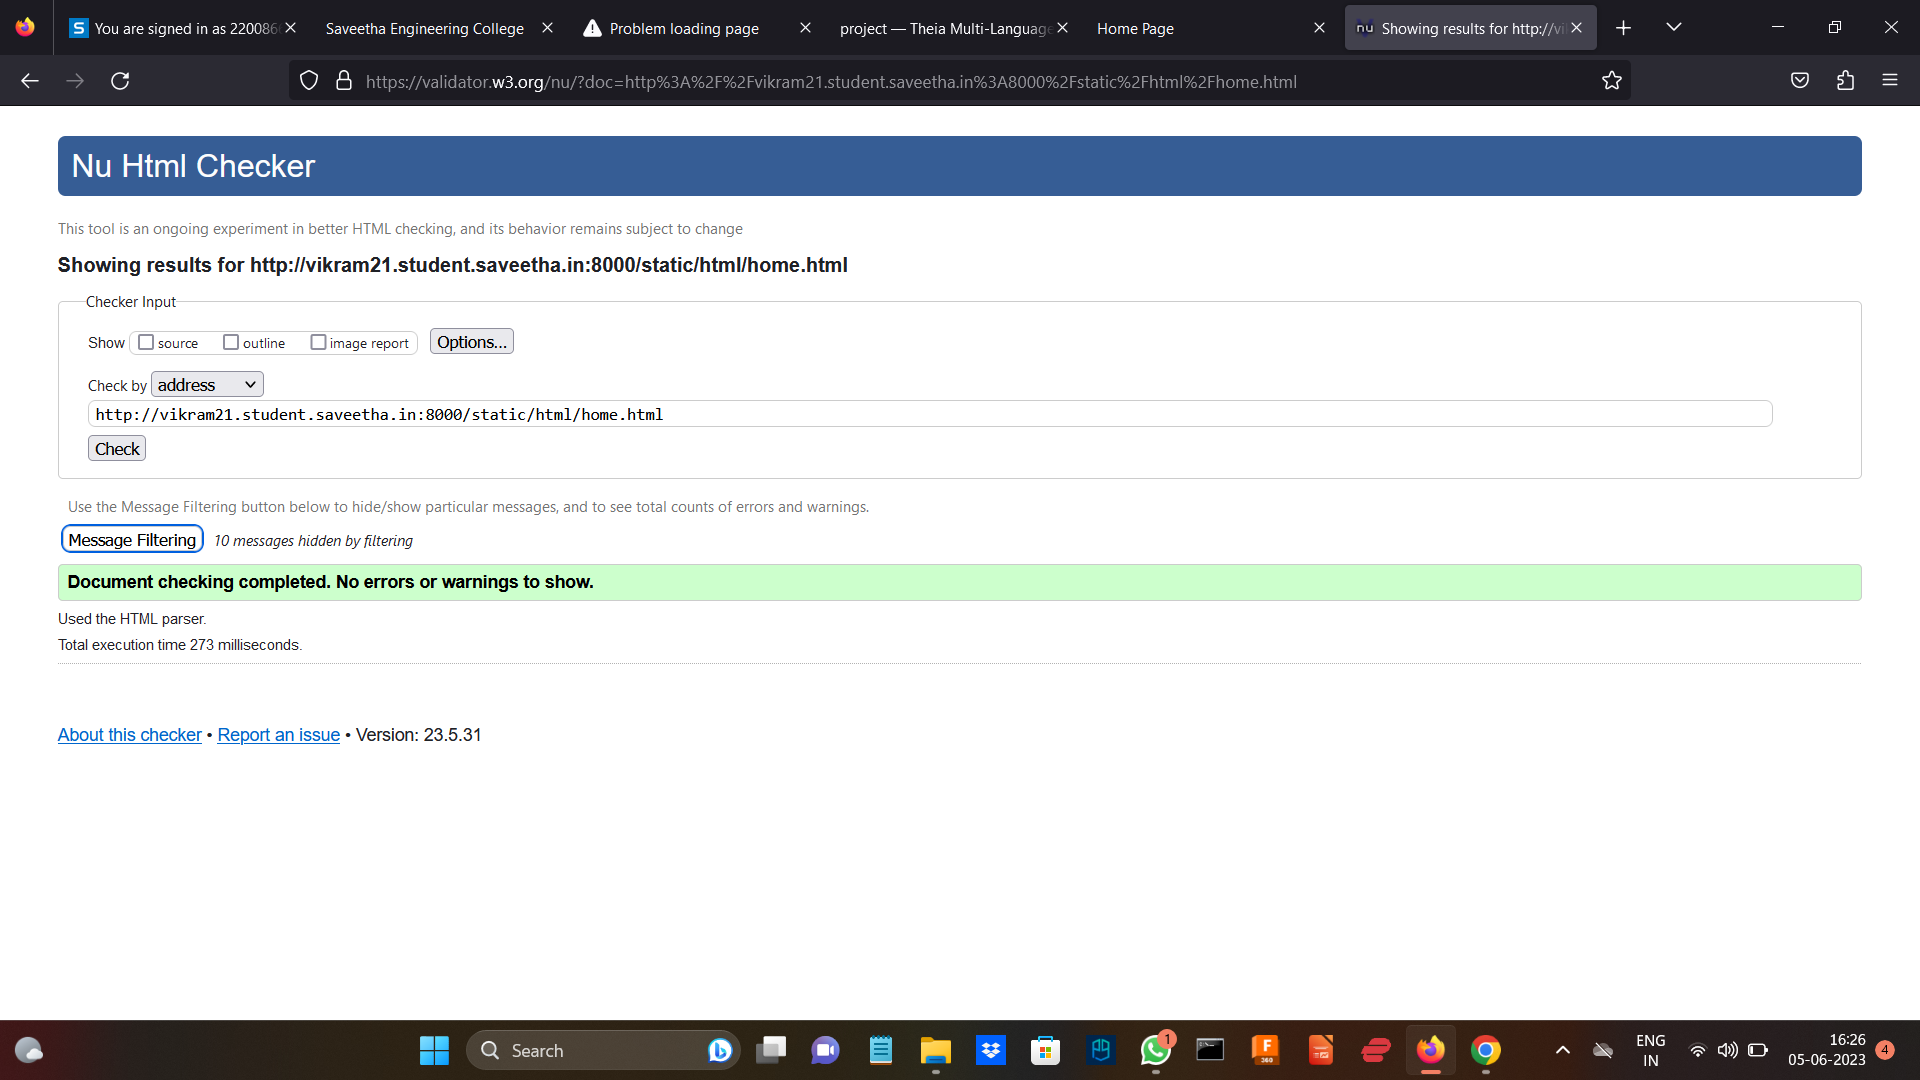 You are signed in as 220086
Saveetha Engineering College
Problem loading page
project — Theia Multi-Language
Home Page
nu Showing results for http://vi
https://validator.w3.org/nu/?doc=http%3A%2F%2Fvikram21.student.saveetha.in%3A8000%2Fstatic%2Fhtml%2Fhome.html
Nu Html Checker
This tool is an ongoing experiment in better HTML checking, and its behavior remains subject to change
Showing results for http://vikram21.student.saveetha.in:8000/static/html/home.html
Checker Input
Show source outline image report Options...
Check by address
http://vikram21.student.saveetha.in:8000/static/html/home.html
Check
Use the Message Filtering button below to hide/show particular messages, and to see total counts of errors and warnings.
Message Filtering 10 messages hidden by filtering
Document checking completed. No errors or warnings to show.
Used the HTML parser.
Total execution time 273 milliseconds.
About this checker • Report an issue • Version: 23.5.31
Search
1
F
360
ENG
IN
16:26
05-06-2023
4